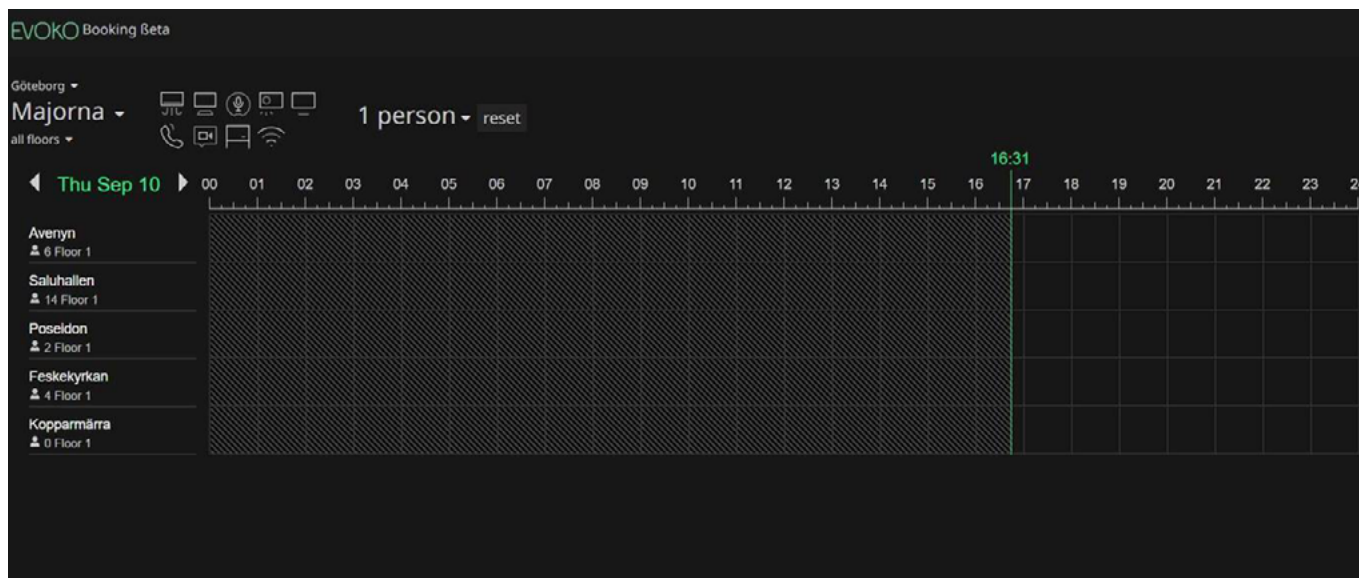 EVOKO Booking ßeta
Göteborg
Majorna
all floors
1 person reset
16:31
Thu Sep 10 00 01 02 03 04 05 06 07 08 09 10 11 12 13 14 15 16 17 18 19 20 21 22 23 2
Avenyn
6 Floor 1
Saluhallen
14 Floor 1
Poseidon
2 Floor 1
Feskekyrkan
4 Floor 1
Kopparmärra
0 Floor 1